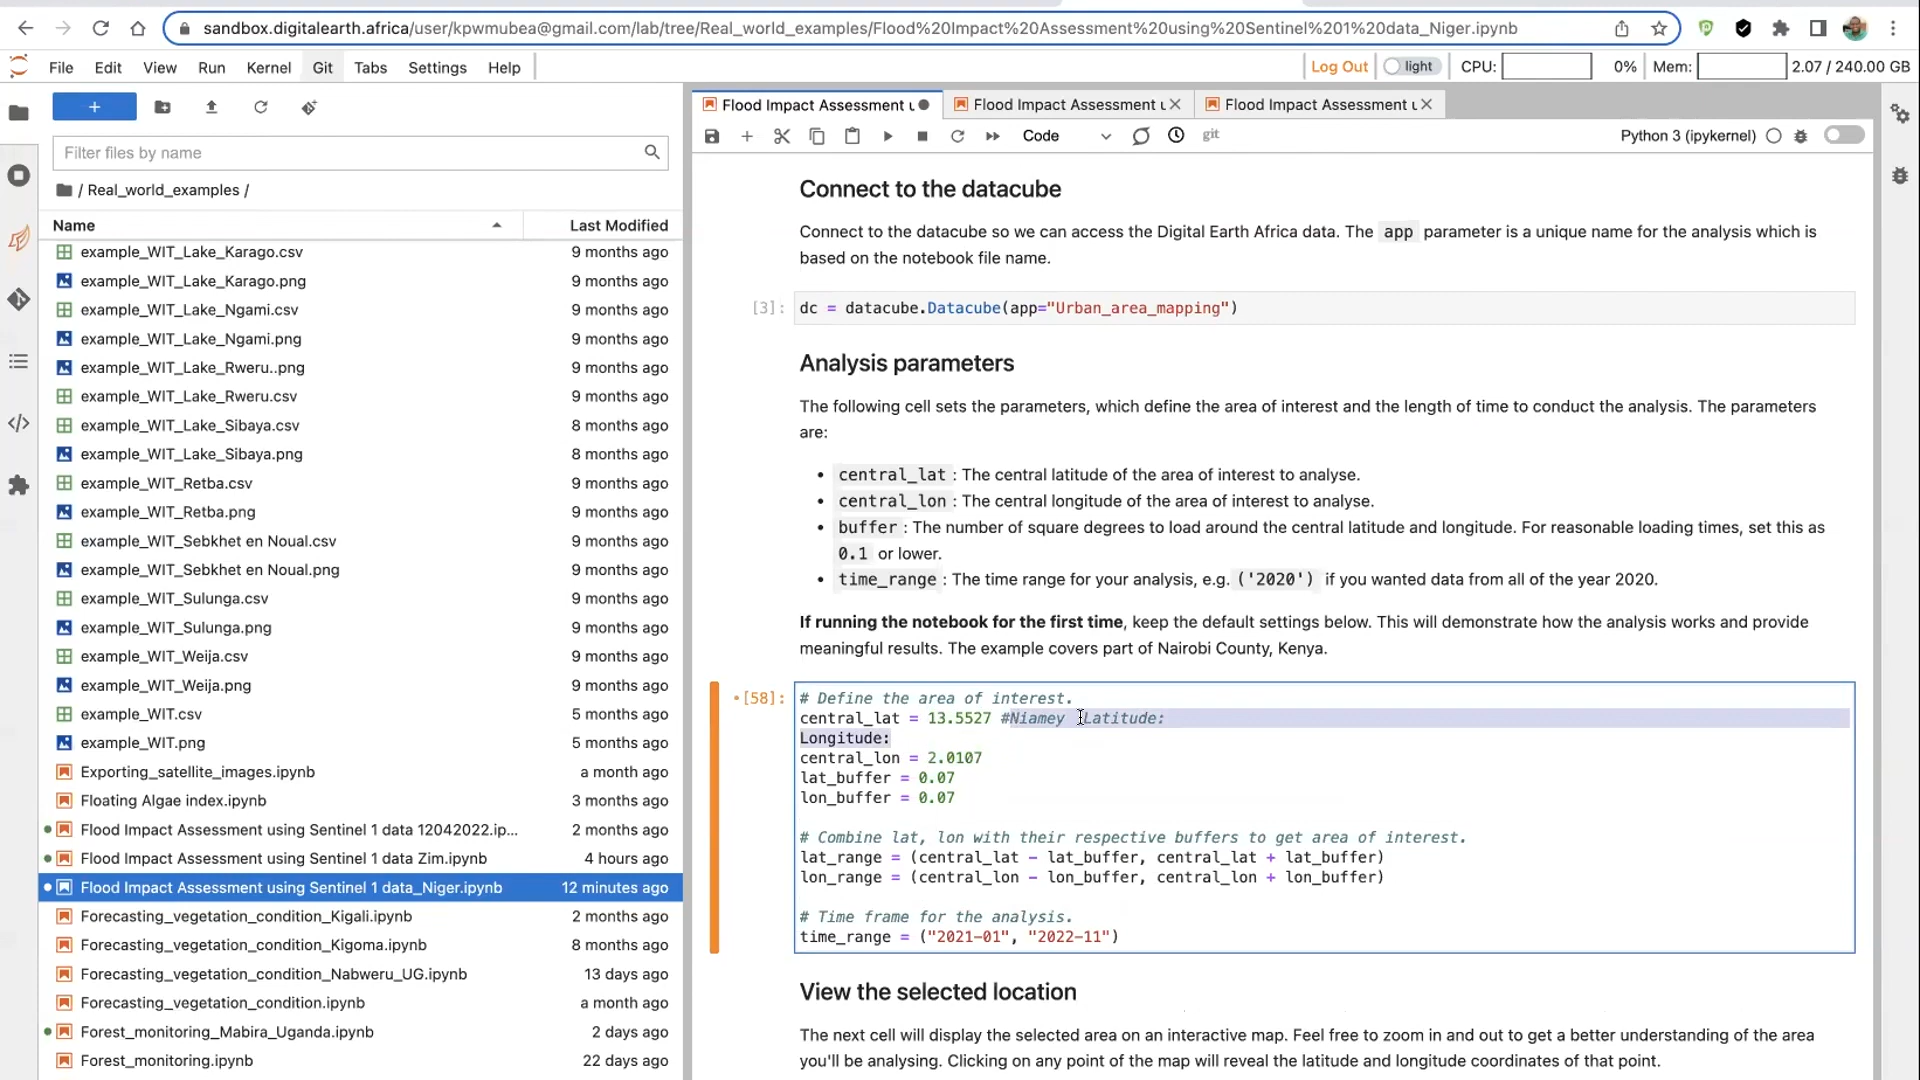 sandbox.digitalearth.africa/user/kpwmubea@gmail.com/lab/tree/Real_world_examples/Flood%20Impact%20Assessment%20using%20Sentinel%201%20data_Niger.ipynb
File Edit View Run Kernel Git Tabs Settings Help
Log Out light CPU: 0% Mem: 2.07 / 240.00 GB
Filter files by name
/ Real_world_examples /
Name Last Modified
example_WIT_Lake_Karago.csv 9 months ago
example_WIT_Lake_Karago.png 9 months ago
example_WIT_Lake_Ngami.csv 9 months ago
example_WIT_Lake_Ngami.png 9 months ago
example_WIT_Lake_Rweru..png 9 months ago
example_WIT_Lake_Rweru.csv 9 months ago
example_WIT_Lake_Sibaya.csv 8 months ago
example_WIT_Lake_Sibaya.png 8 months ago
example_WIT_Retba.csv 9 months ago
example_WIT_Retba.png 9 months ago
example_WIT_Sebkhet en Noual.csv 9 months ago
example_WIT_Sebkhet en Noual.png 9 months ago
example_WIT_Sulunga.csv 9 months ago
example_WIT_Sulunga.png 9 months ago
example_WIT_Weija.csv 9 months ago
example_WIT_Weija.png 9 months ago
example_WIT.csv 5 months ago
example_WIT.png 5 months ago
Exporting_satellite_images.ipynb a month ago
Floating Algae index.ipynb 3 months ago
Flood Impact Assessment using Sentinel 1 data 12042022.ip... 2 months ago
Flood Impact Assessment using Sentinel 1 data Zim.ipynb 4 hours ago
Flood Impact Assessment using Sentinel 1 data_Niger.ipynb 12 minutes ago
Forecasting_vegetation_condition_Kigali.ipynb 2 months ago
Forecasting_vegetation_condition_Kigoma.ipynb 8 months ago
Forecasting_vegetation_condition_Nabweru_UG.ipynb 13 days ago
Forecasting_vegetation_condition.ipynb a month ago
Forest_monitoring_Mabira_Uganda.ipynb 2 days ago
Forest_monitoring.ipynb 22 days ago
Flood Impact Assessment u Flood Impact Assessment u Flood Impact Assessment u
Code git Python 3 (ipykernel)
Connect to the datacube
Connect to the datacube so we can access the Digital Earth Africa data. The app parameter is a unique name for the analysis which is
based on the notebook file name.
[3]: dc = datacube.Datacube(app="Urban_area_mapping")
Analysis parameters
The following cell sets the parameters, which define the area of interest and the length of time to conduct the analysis. The parameters
are:
• central_lat : The central latitude of the area of interest to analyse.
• central_lon : The central longitude of the area of interest to analyse.
• buffer : The number of square degrees to load around the central latitude and longitude. For reasonable loading times, set this as
0.1 or lower.
• time_range : The time range for your analysis, e.g. ('2020') if you wanted data from all of the year 2020.
If running the notebook for the first time, keep the default settings below. This will demonstrate how the analysis works and provide
meaningful results. The example covers part of Nairobi County, Kenya.
[58]: # Define the area of interest.
central_lat = 13.5527 #Niamey Latitude:
Longitude:
central_lon = 2.0107
lat_buffer = 0.07
lon_buffer = 0.07
# Combine lat, lon with their respective buffers to get area of interest.
lat_range = (central_lat - lat_buffer, central_lat + lat_buffer)
lon_range = (central_lon - lon_buffer, central_lon + lon_buffer)
# Time frame for the analysis.
time_range = ("2021-01", "2022-11")
View the selected location
The next cell will display the selected area on an interactive map. Feel free to zoom in and out to get a better understanding of the area
you'll be analysing. Clicking on any point of the map will reveal the latitude and longitude coordinates of that point.